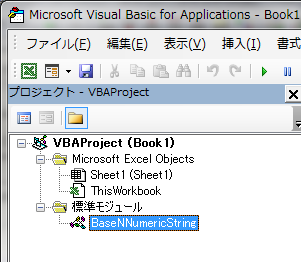 Microsoft Visual Basic for Applications - Book1
ファイル(F) 編集(E) 表示(V) 挿入(I) 書式
プロジェクト - VBAProject
VBAProject (Book1)
Microsoft Excel Objects
Sheet1 (Sheet1)
ThisWorkbook
標準モジュール
BaseNNumericString